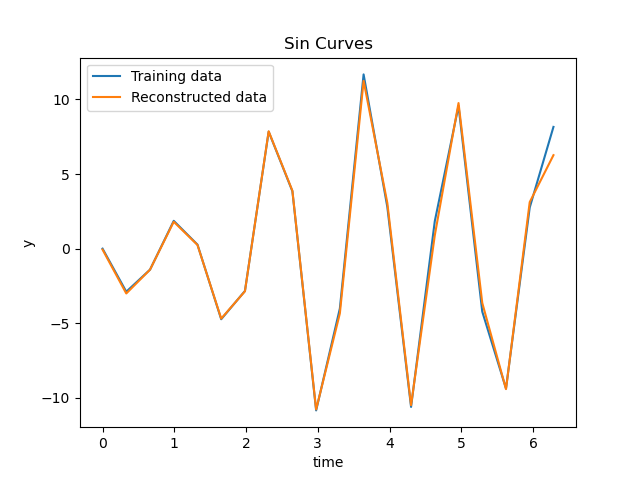 Sin Curves
Training data
Reconstructed data
10
5
0
−5
−10
y
0 1 2 3 4 5 6
time